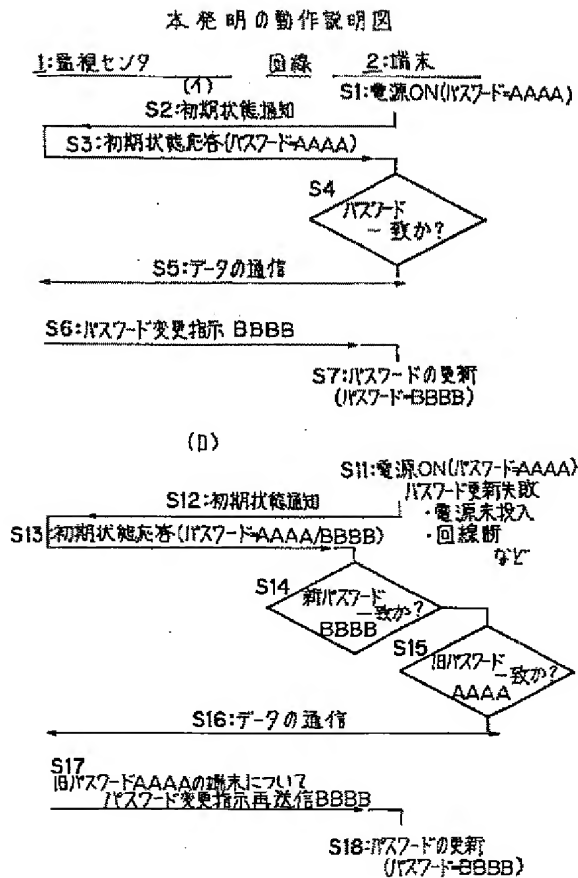 本発明の動作説明図
1:監視センタ 回線 2:端末
(イ)
S1:電源ON(パスワード=AAAA)
S2:初期状態通知
S3:初期状態応答(パスワード=AAAA)
S4
パスワード
一致か?
S5:データの通信
S6:パスワード変更指示 BBBB
S7:パスワードの更新
(パスワード=BBBB)
(ロ)
S11:電源ON(パスワード=AAAA)
パスワード更新失敗
・電源未投入
・回線断
など
S12:初期状態通知
S13:初期状態応答(パスワード=AAAA/BBBB)
S14
新パスワード
一致か?
BBBB
S15
旧パスワード
一致か?
AAAA
S16:データの通信
S17
旧パスワードAAAAの端末について
パスワード変更指示再送信BBBB
S18:パスワードの更新
(パスワード=BBBB)